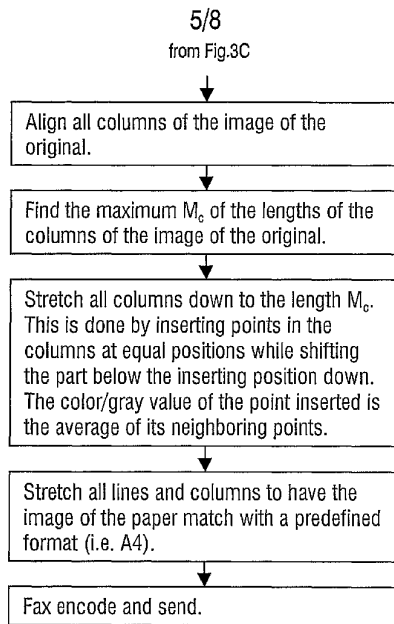 5/8
from Fig.3C
Align all columns of the image of the
original.
Find the maximum Mc of the lengths of the
columns of the image of the original.
Stretch all columns down to the length Mc.
This is done by inserting points in the
columns at equal positions while shifting
the part below the inserting position down.
The color/gray value of the point inserted is
the average of its neighboring points.
Stretch all lines and columns to have the
image of the paper match with a predefined
format (i.e. A4).
Fax encode and send.